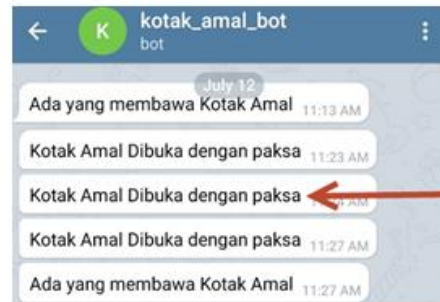 K
kotak_amal_bot
bot
July 12
Ada yang membawa Kotak Amal 11:13 AM
Kotak Amal Dibuka dengan paksa 11:23 AM
Kotak Amal Dibuka dengan paksa AM
Kotak Amal Dibuka dengan paksa 11:27 AM
Ada yang membawa Kotak Amal 11:27 AM